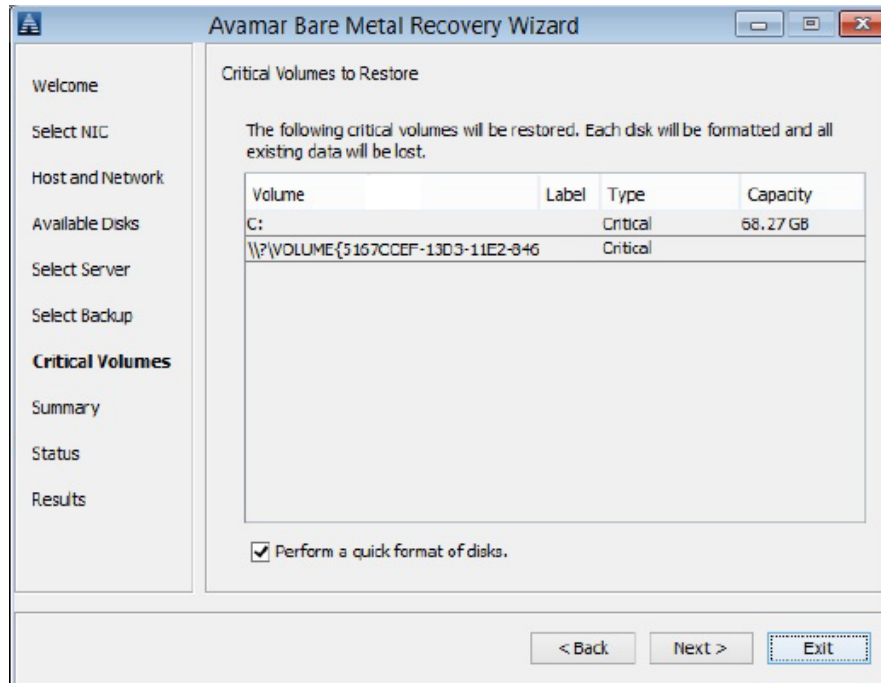 Avamar Bare Metal Recovery Wizard
Welcome
Select NIC
Host and Network
Available Disks
Select Server
Select Backup
Critical Volumes
Summary
Status
Results
Critical Volumes to Restore
The following critical volumes will be restored. Each disk will be formatted and all
existing data will be lost.
Volume Label Type Capacity
C: Critical 68.27 GB
\\?\VOLUME{5167CCEF-13D3-11E2-846 Critical
Perform a quick format of disks.
< Back Next > Exit